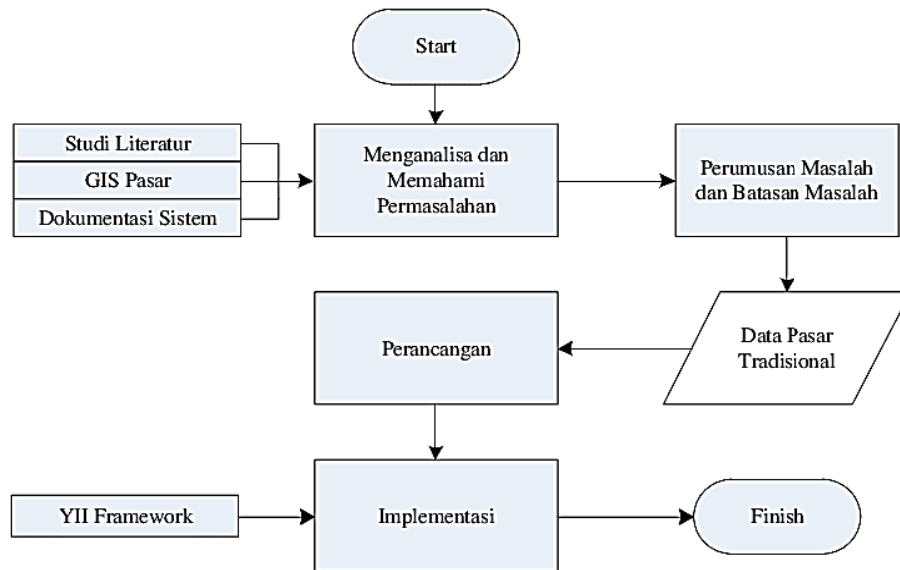 Start
Studi Literatur
GIS Pasar
Dokumentasi Sistem
Menganalisa dan
Memahami
Permasalahan
Perumusan Masalah
dan Batasan Masalah
Data Pasar
Tradisional
Perancangan
YII Framework
Implementasi
Finish